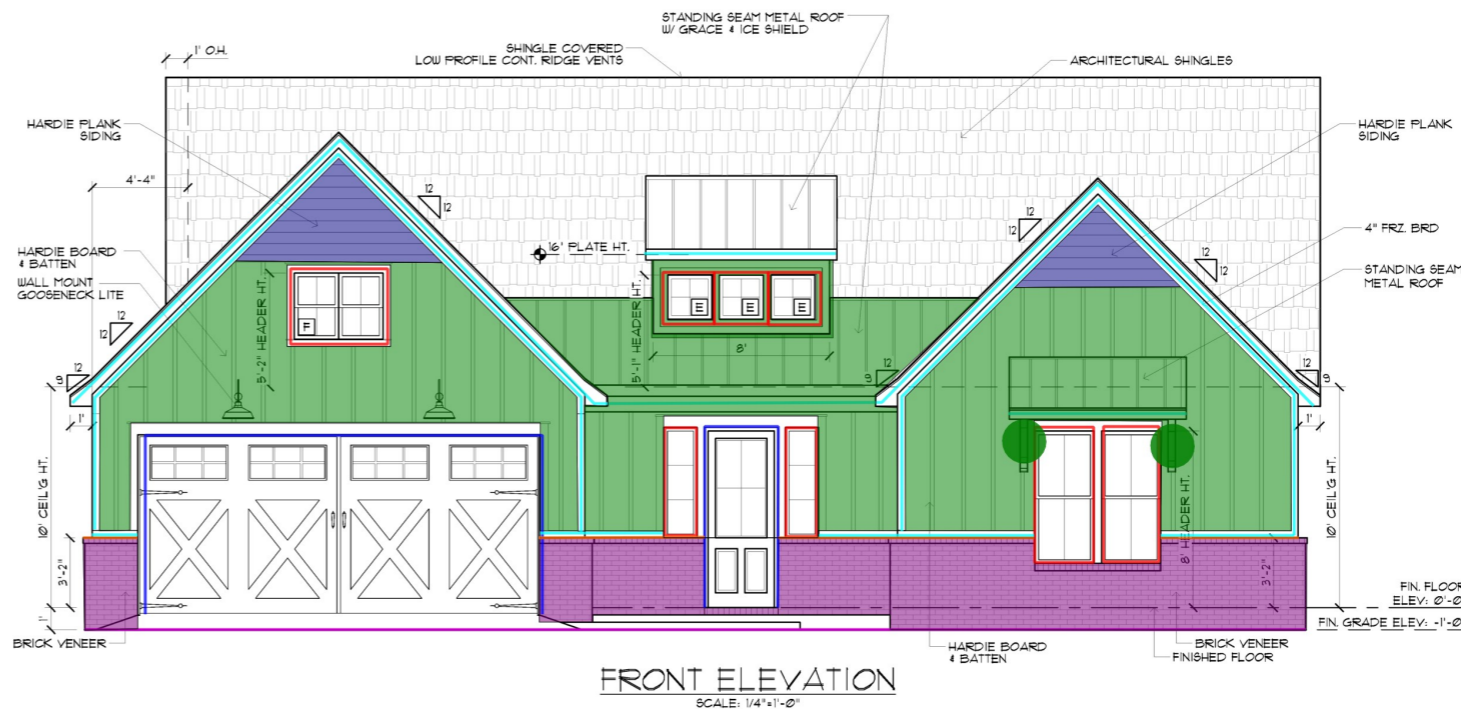 STANDING SEAM METAL ROOF
W/ GRACE & ICE SHIELD
1' O.H.
SHINGLE COVERED
LOW PROFILE CONT. RIDGE VENTS
ARCHITECTURAL SHINGLES
HARDIE PLANK
SIDING
HARDIE PLANK
SIDING
4'-4"
12
12
12
12
16' PLATE HT.
4" FRZ. BRD
HARDIE BOARD
& BATTEN
WALL MOUNT
GOOSENECK LITE
12
12
STANDING SEAM
METAL ROOF
5'-2" HEADER HT.
F
5'-1" HEADER HT.
E
E
E
12
12
8'
12
9
12
9
12
9
1'
1'
10' CEIL'G HT.
10' CEIL'G HT.
8' HEADER HT.
3'-2"
3'-2"
1'
FIN. FLOOR
ELEV: 0'-0
FIN. GRADE ELEV: -1'-0
BRICK VENEER
HARDIE BOARD
& BATTEN
BRICK VENEER
FINISHED FLOOR
FRONT ELEVATION
SCALE: 1/4"=1'-0"